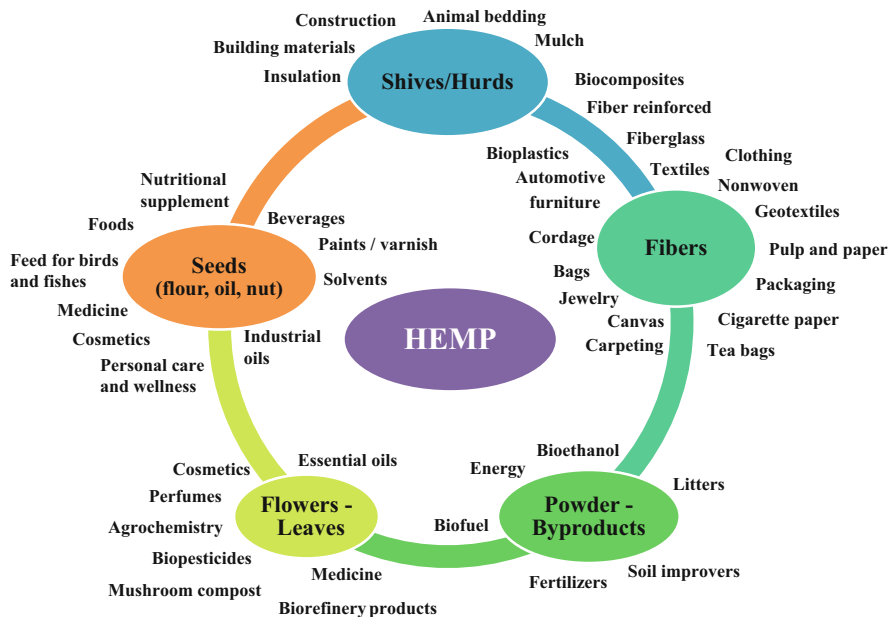 Construction
Animal bedding
Building materials
Mulch
Insulation
Shives/Hurds
Biocomposites
Fiber reinforced
Fiberglass
Bioplastics
Textiles
Clothing
Automotive
furniture
Nonwoven
Geotextiles
Cordage
Fibers
Pulp and paper
Bags
Packaging
Jewelry
Canvas
Cigarette paper
Carpeting
Tea bags
Nutritional
supplement
Foods
Beverages
Paints / varnish
Feed for birds
and fishes
Seeds
(flour, oil, nut)
Solvents
Medicine
Cosmetics
Industrial
oils
Personal care
and wellness
HEMP
Bioethanol
Energy
Litters
Powder -
Byproducts
Biofuel
Fertilizers
Soil improvers
Essential oils
Cosmetics
Perfumes
Flowers -
Leaves
Agrochemistry
Biopesticides
Medicine
Mushroom compost
Biorefinery products